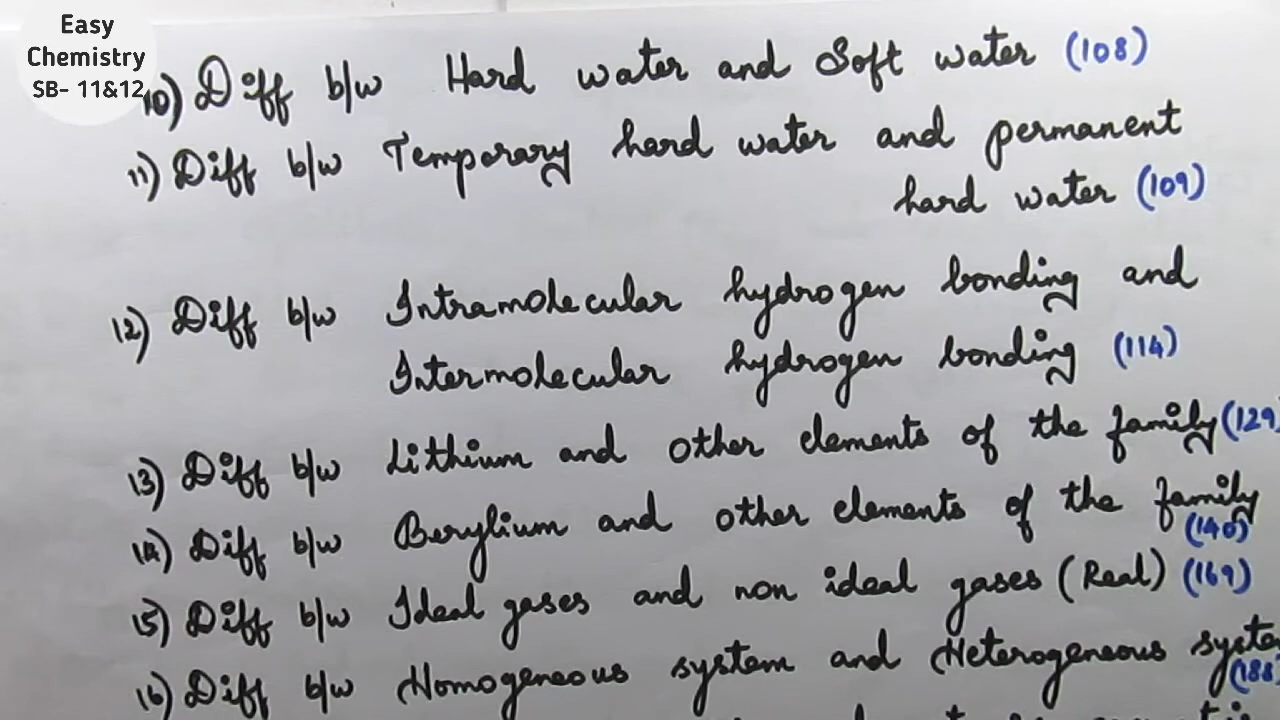 Easy
Chemistry
SB- 11&12
10) Diff b/w Hard water and Soft water (108)
11) Diff b/w Temporary hard water and permanent
hard water (109)
12) Diff b/w Intramolecular hydrogen bonding and
Intermolecular hydrogen bonding (114)
13) Diff b/w Lithium and other elements of the family (129)
14) Diff b/w Berylium and other elements of the family
(140)
15) Diff b/w Ideal gases and non ideal gases (Real) (169)
16) Diff b/w Homogeneous system and Heterogeneous syste
(188